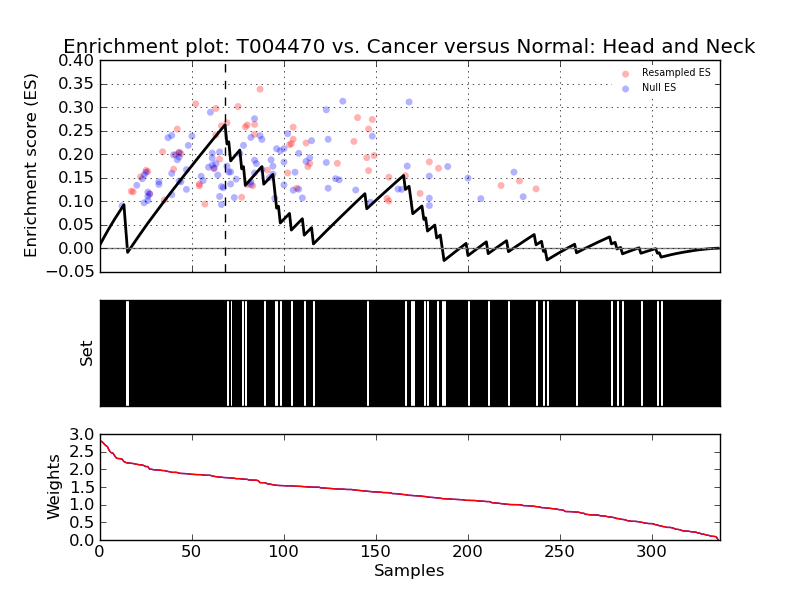 Enrichment plot: T004470 vs. Cancer versus Normal: Head and Neck
Enrichment score (ES)
0.40
0.35
0.30
0.25
0.20
0.15
0.10
0.05
0.00
−0.05
Resampled ES
Null ES
Set
Weights
3.0
2.5
2.0
1.5
1.0
0.5
0.0
0 50 100 150 200 250 300
Samples